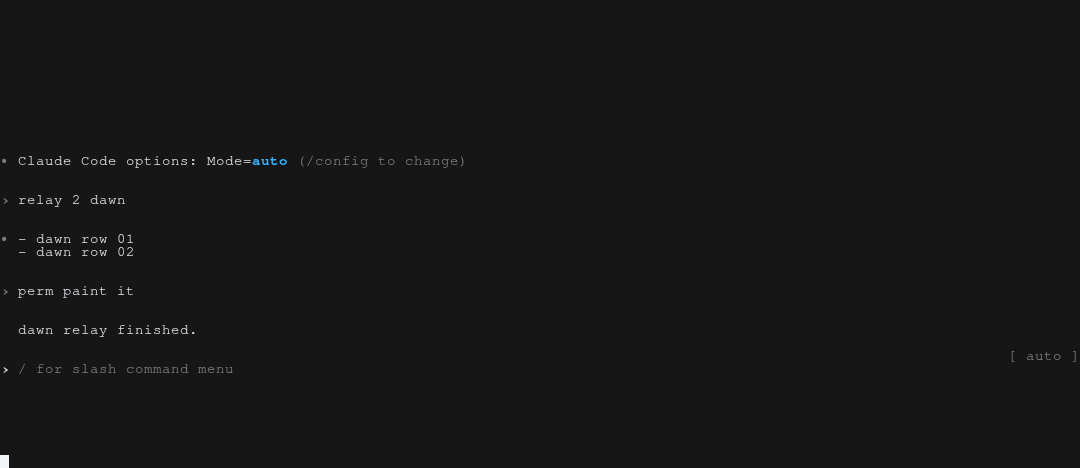 • Claude Code options: Mode=auto (/config to change)
› relay 2 dawn
• – dawn row 01
– dawn row 02
› perm paint it
dawn relay finished.
[ auto ]
› / for slash command menu